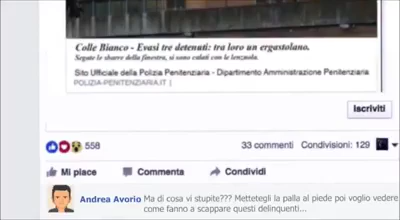 Colle Bianco - Evasi tre detenuti: tra loro un ergastolano.
Segate le sbarre della finestra, si sono calati con le lenzuola.
Sito Ufficiale della Polizia Penitenziaria - Dipartimento Amministrazione Penitenziaria
POLIZIA-PENITENZIARIA.IT
Iscriviti
558
33 commenti Condivisioni: 129
Mi piace Commenta Condividi
Andrea Avorio Ma di cosa vi stupite??? Mettetegli la palla al piede poi voglio vedere
come fanno a scappare questi delinquenti...